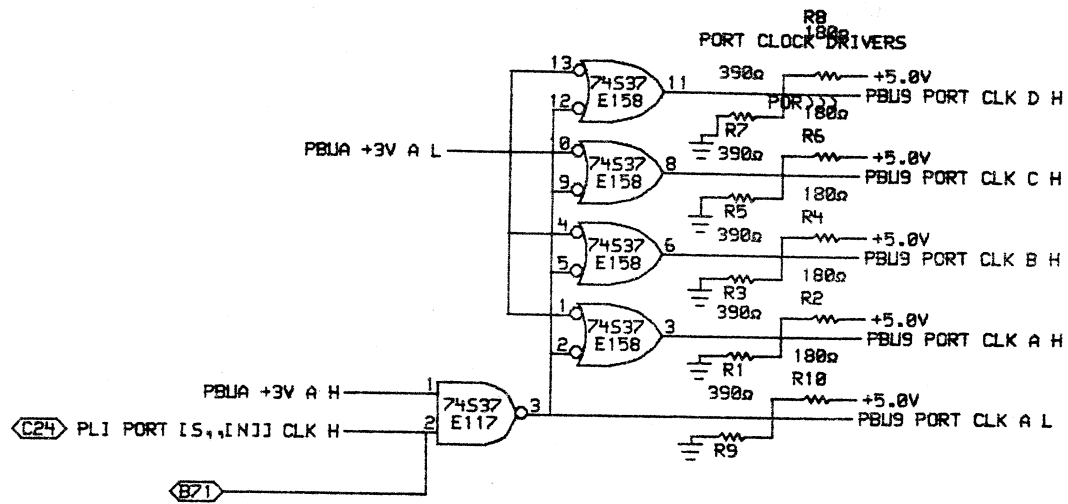 R8
180Ω
PORT CLOCK DRIVERS
390Ω
+5.0V
13
74S37
E158
11
PBU9 PORT CLK D H
12
R7
180Ω
R6
PBUA +3V A L
0
74S37
E158
390Ω
+5.0V
8
PBU9 PORT CLK C H
9
R5
180Ω
R4
4
74S37
E158
390Ω
+5.0V
6
PBU9 PORT CLK B H
5
R3
180Ω
R2
1
74S37
E158
390Ω
+5.0V
3
PBU9 PORT CLK A H
2
R1
180Ω
R10
PBUA +3V A H
1
74S37
E117
390Ω
+5.0V
3
PBU9 PORT CLK A L
C24
PLI PORT [S,,[N]] CLK H
2
R9
B71